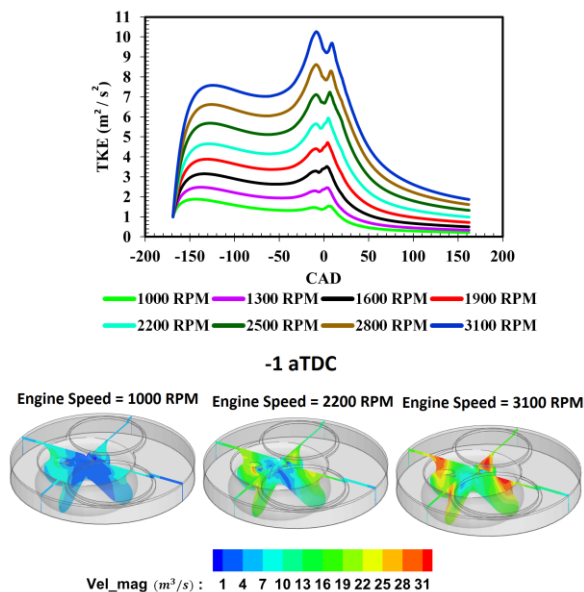 11
10
9
8
7
6
5
4
3
2
1
0
TKE (m² / s²)
-200 -150 -100 -50 0 50 100 150 200
CAD
1000 RPM 1300 RPM 1600 RPM 1900 RPM
2200 RPM 2500 RPM 2800 RPM 3100 RPM
-1 aTDC
Engine Speed = 1000 RPM Engine Speed = 2200 RPM Engine Speed = 3100 RPM
Vel_mag (m³/s) : 1 4 7 10 13 16 19 22 25 28 31